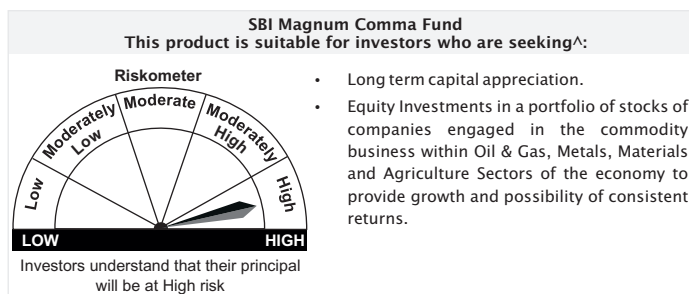 SBI Magnum Comma Fund
This product is suitable for investors who are seeking^:
Riskometer
Low
Moderately
Low
Moderate
Moderately
High
High
LOW
HIGH
Investors understand that their principal
will be at High risk
• Long term capital appreciation.
• Equity Investments in a portfolio of stocks of
companies engaged in the commodity
business within Oil & Gas, Metals, Materials
and Agriculture Sectors of the economy to
provide growth and possibility of consistent
returns.